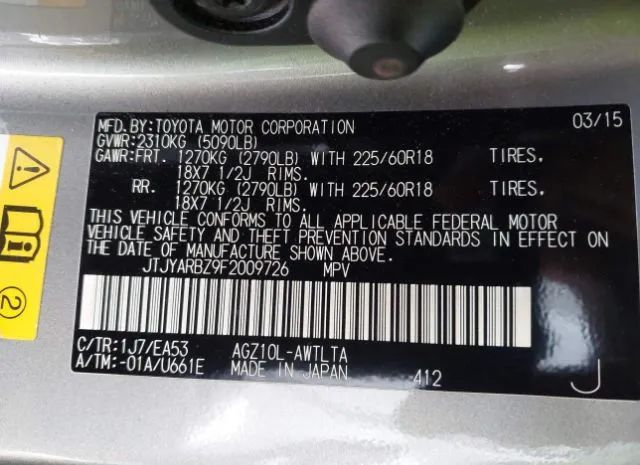 MFD.BY:TOYOTA MOTOR CORPORATION 03/15
GVWR:2310KG (5090LB)
GAWR:FRT. 1270KG (2790LB) WITH 225/60R18 TIRES,
18X7 1/2J RIMS.
RR. 1270KG (2790LB) WITH 225/60R18 TIRES,
18X7 1/2J RIMS.
THIS VEHICLE CONFORMS TO ALL APPLICABLE FEDERAL MOTOR
VEHICLE SAFETY AND THEFT PREVENTION STANDARDS IN EFFECT ON
THE DATE OF MANUFACTURE SHOWN ABOVE.
JTJYARBZ9F2009726 MPV
C/TR:1J7/EA53 AGZ10L-AWTLTA
A/TM:-01A/U661E MADE IN JAPAN -412 J
2